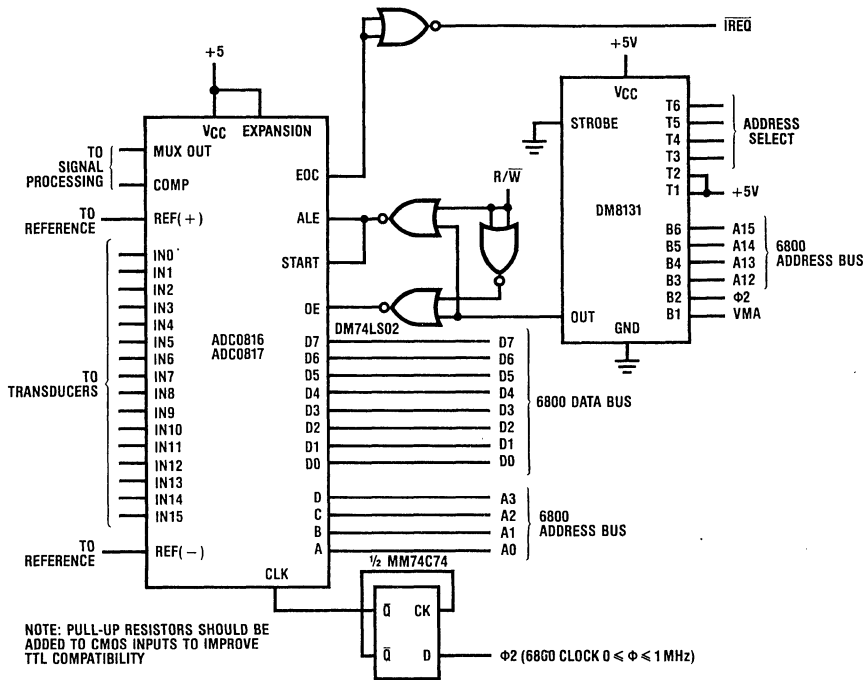 IREQ
+5
VCC EXPANSION
MUX OUT
COMP
TO
SIGNAL
PROCESSING
TO
REFERENCE
REF(+)
EOC
ALE
START
OE
IN0
IN1
IN2
IN3
IN4
IN5
IN6
IN7
IN8
IN9
IN10
IN11
IN12
IN13
IN14
IN15
TO
TRANSDUCERS
ADC0816
ADC0817
TO
REFERENCE
REF(−)
CLK
R/W
DM74LS02
D7
D6
D5
D4
D3
D2
D1
D0
D7
D6
D5
D4
D3
D2
D1
D0
6800 DATA BUS
D
C
B
A
A3
A2
A1
A0
6800
ADDRESS BUS
+5V
VCC
STROBE
DM8131
OUT
GND
T6
T5
T4
T3
T2
T1
ADDRESS
SELECT
+5V
B6
B5
B4
B3
B2
B1
A15
A14
A13
A12
Φ2
VMA
6800
ADDRESS BUS
½ MM74C74
Q̅ CK
Q̅ D
Φ2 (6800 CLOCK 0 ⩽ Φ ⩽ 1 MHz)
NOTE: PULL-UP RESISTORS SHOULD BE
ADDED TO CMOS INPUTS TO IMPROVE
TTL COMPATIBILITY